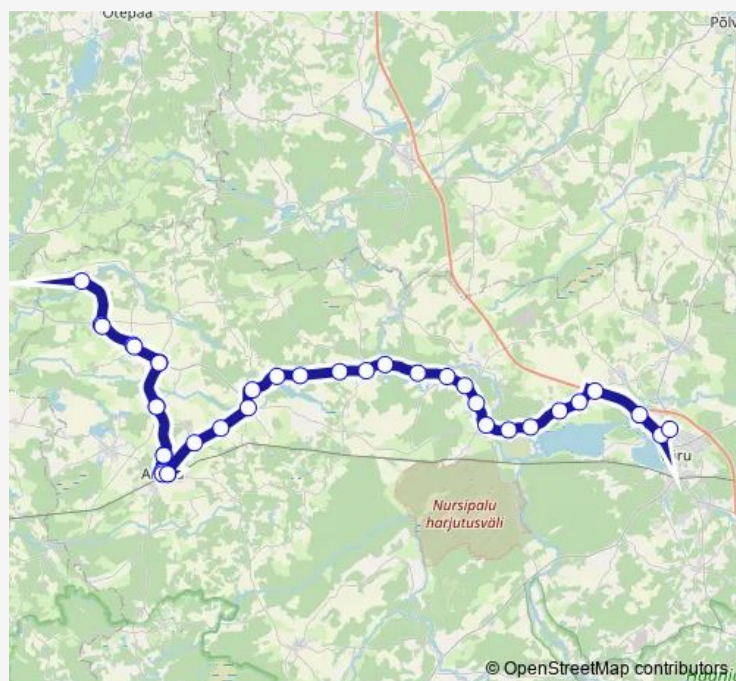 Otepää
Põlv
Nursipalu
harjutusväli
© OpenStreetMap contributors